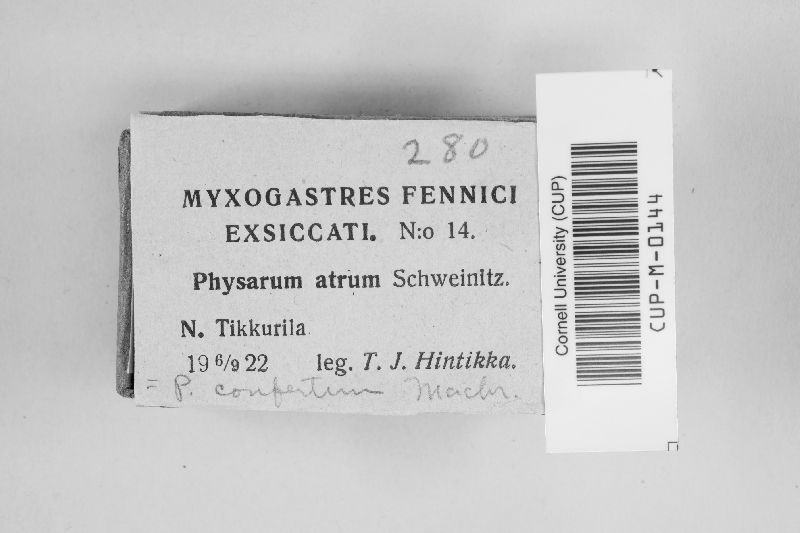 280
MYXOGASTRES FENNICI
EXSICCATI. N:o 14.
Physarum atrum Schweinitz.
N. Tikkurila
19 6/9 22 leg. T. J. Hintikka.
= P. confertum Macbr.
Cornell University (CUP)
CUP-M-0144